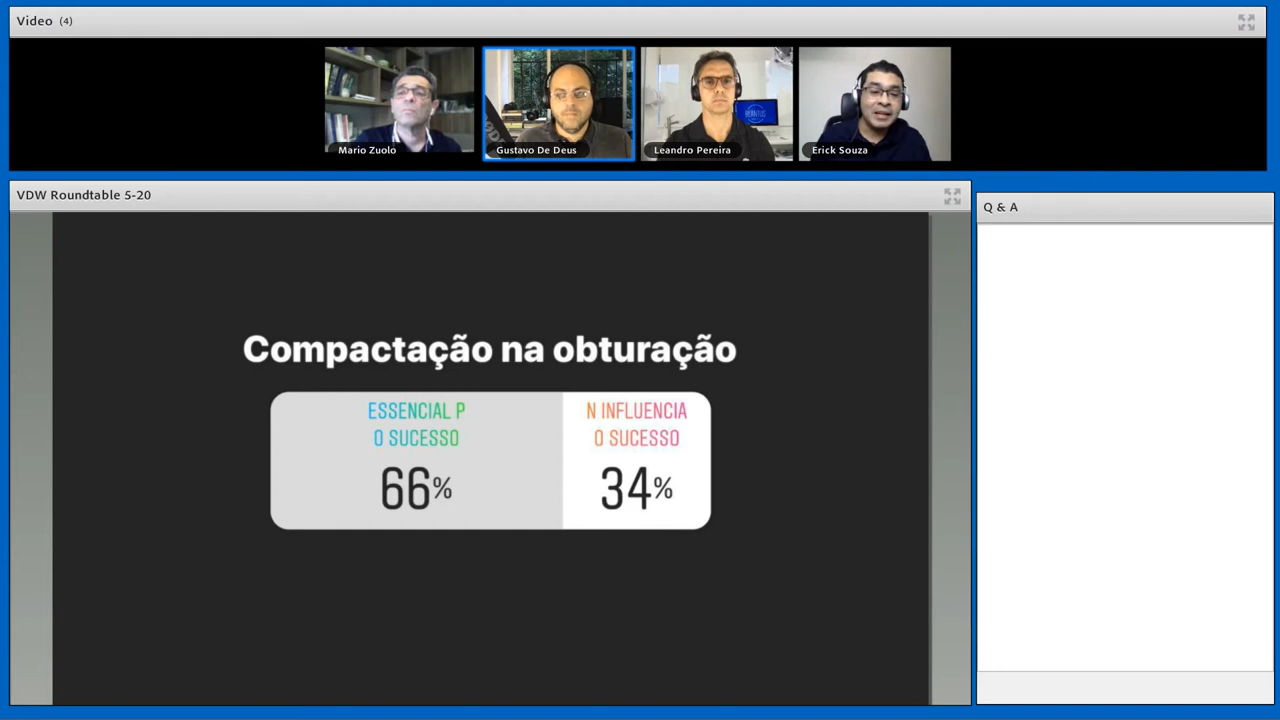 Video (4)
Mario Zuolo
Gustavo De Deus
Leandro Pereira
Erick Souza
VDW Roundtable 5-20
Q & A
Compactação na obturação
ESSENCIAL P
O SUCESSO
66%
N INFLUENCIA
O SUCESSO
34%